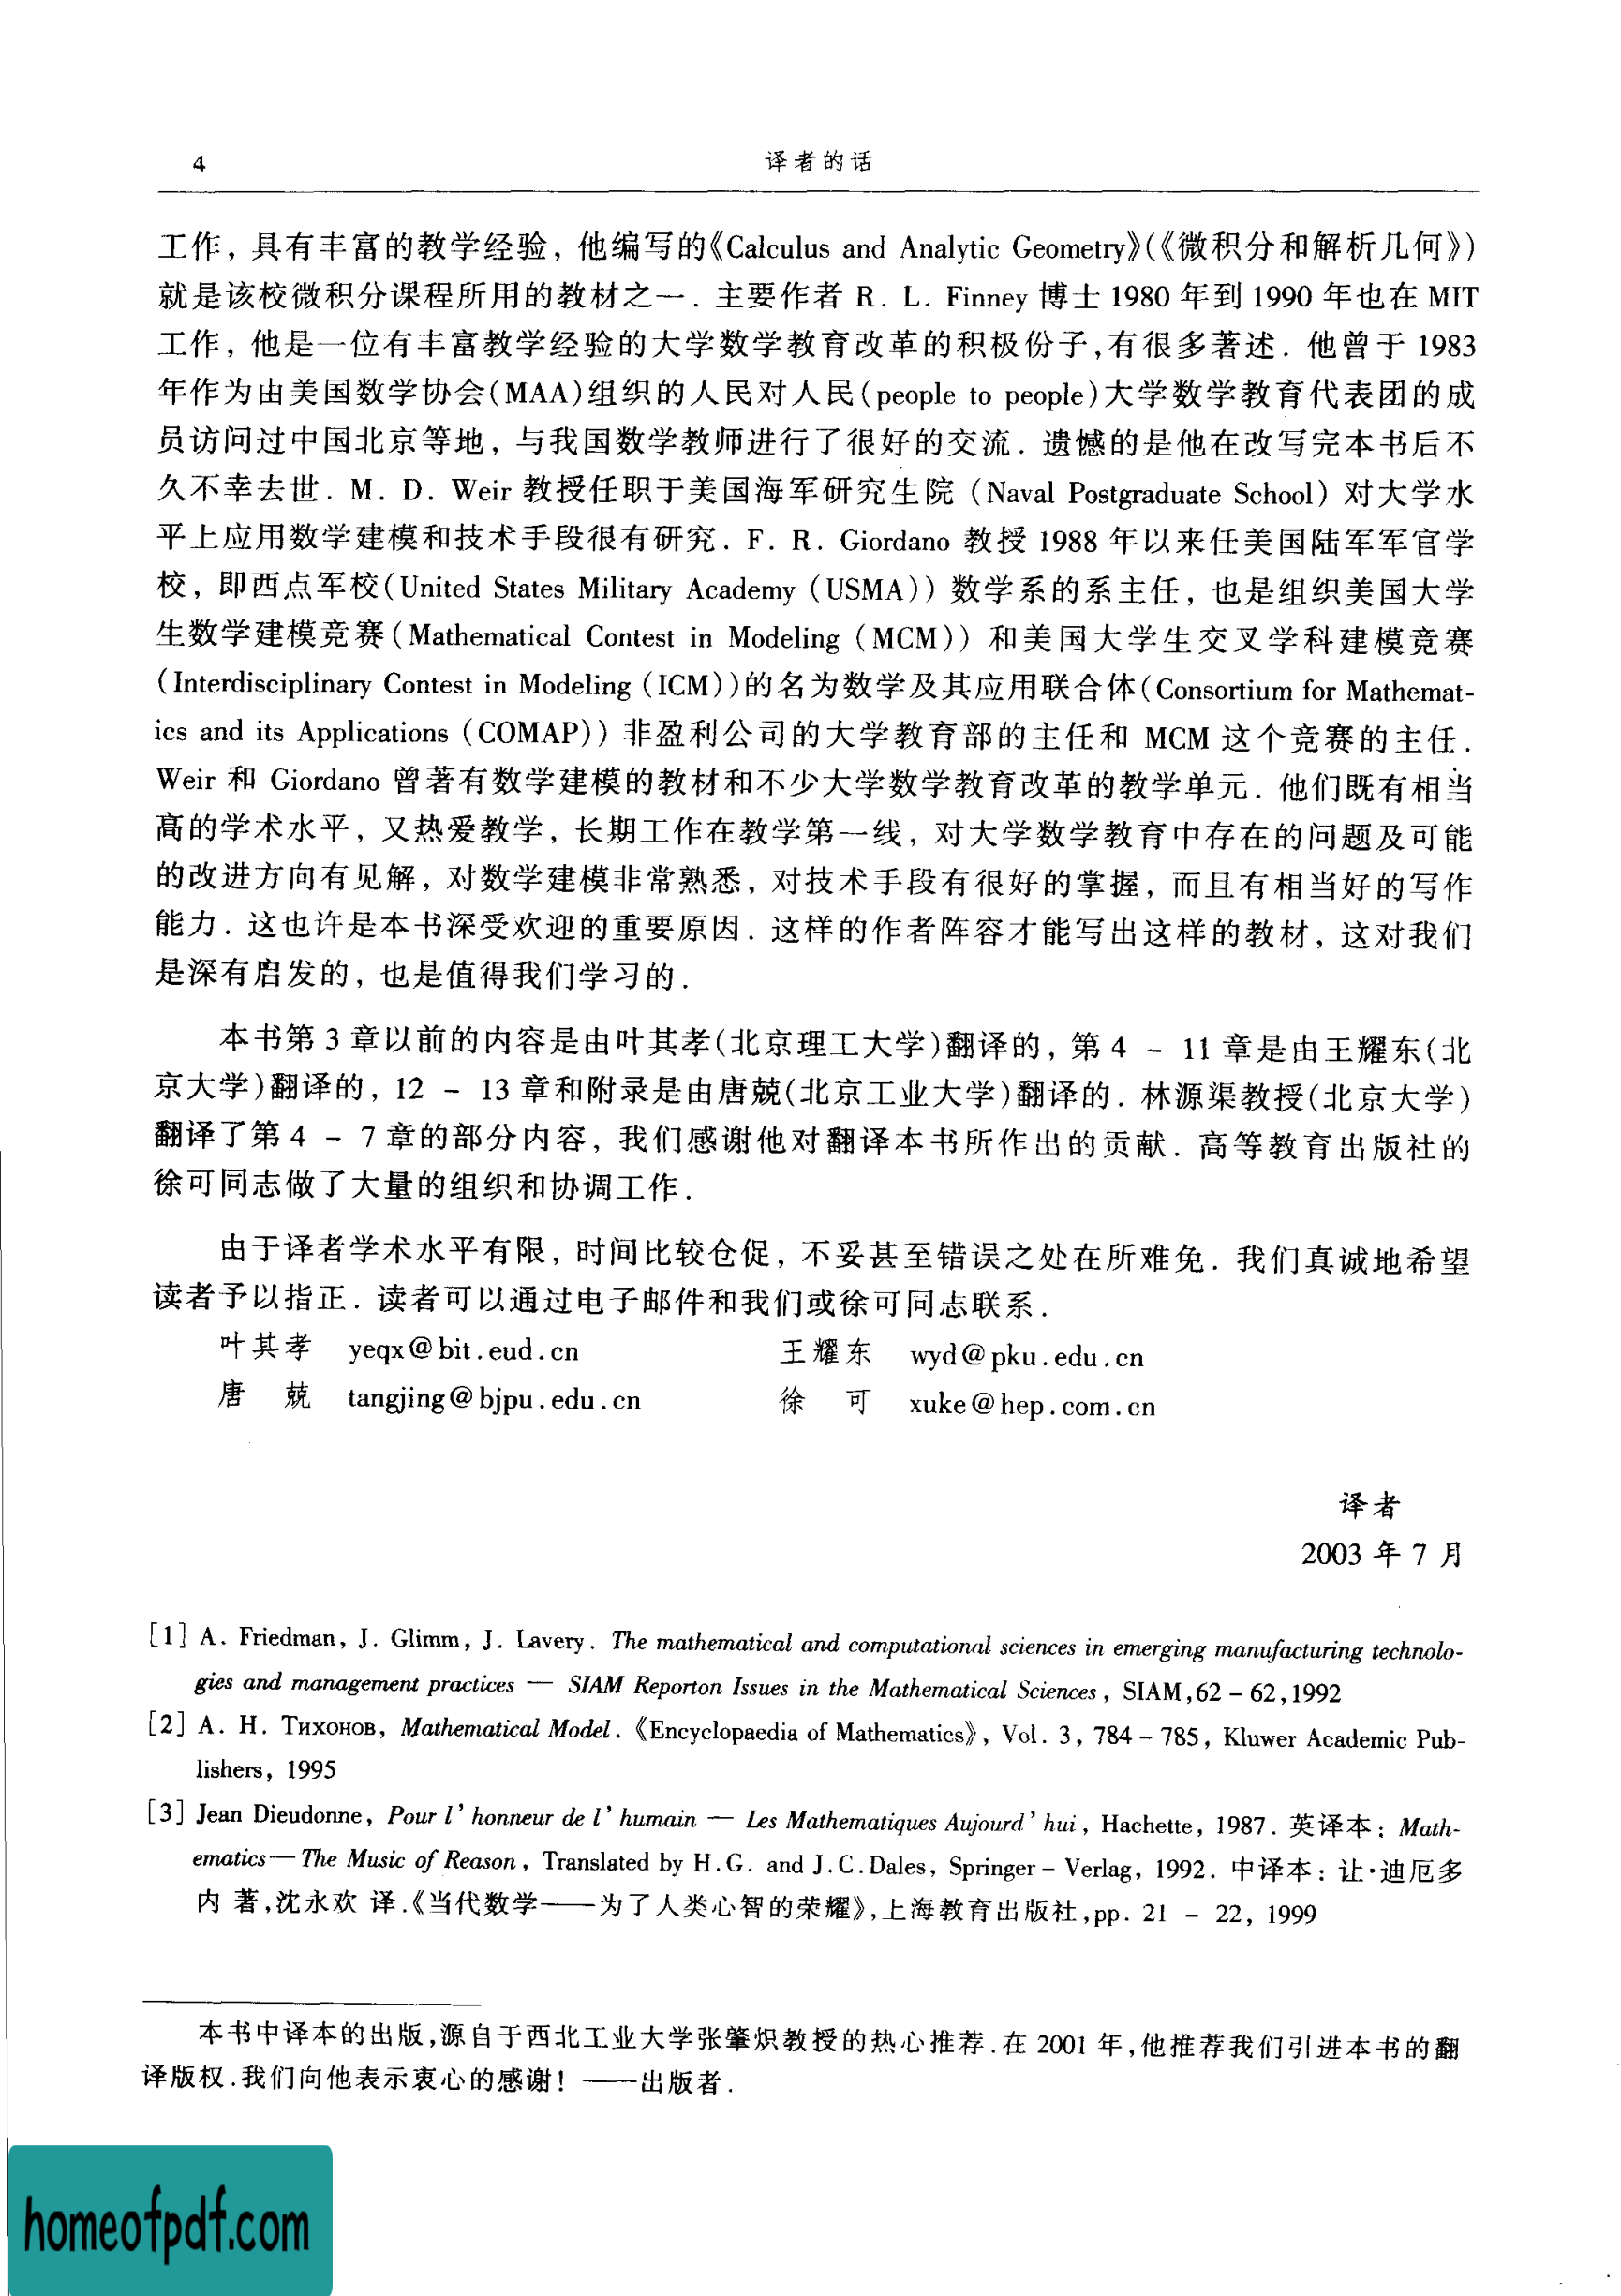 4 译者的话
工作, 具有丰富的教学经验, 他编写的《Calculus and Analytic Geometry》(《微积分和解析几何》)
就是该校微积分课程所用的教材之一. 主要作者 R. L. Finney 博士 1980 年到 1990 年也在 MIT
工作, 他是一位有丰富教学经验的大学数学教育改革的积极份子,有很多著述. 他曾于 1983
年作为由美国数学协会(MAA)组织的人民对人民(people to people)大学数学教育代表团的成
员访问过中国北京等地, 与我国数学教师进行了很好的交流. 遗憾的是他在改写完本书后不
久不幸去世. M. D. Weir 教授任职于美国海军研究生院 (Naval Postgraduate School) 对大学水
平上应用数学建模和技术手段很有研究. F. R. Giordano 教授 1988 年以来任美国陆军军官学
校, 即西点军校(United States Military Academy (USMA)) 数学系的系主任, 也是组织美国大学
生数学建模竞赛(Mathematical Contest in Modeling (MCM)) 和美国大学生交叉学科建模竞赛
(Interdisciplinary Contest in Modeling (ICM))的名为数学及其应用联合体(Consortium for Mathemat-
ics and its Applications (COMAP)) 非盈利公司的大学教育部的主任和 MCM 这个竞赛的主任.
Weir 和 Giordano 曾著有数学建模的教材和不少大学数学教育改革的教学单元. 他们既有相当
高的学术水平, 又热爱教学, 长期工作在教学第一线, 对大学数学教育中存在的问题及可能
的改进方向有见解, 对数学建模非常熟悉, 对技术手段有很好的掌握, 而且有相当好的写作
能力. 这也许是本书深受欢迎的重要原因. 这样的作者阵容才能写出这样的教材, 这对我们
是深有启发的, 也是值得我们学习的.
本书第 3 章以前的内容是由叶其孝(北京理工大学)翻译的, 第 4 - 11 章是由王耀东(北
京大学)翻译的, 12 - 13 章和附录是由唐兢(北京工业大学)翻译的. 林源渠教授(北京大学)
翻译了第 4 - 7 章的部分内容, 我们感谢他对翻译本书所作出的贡献. 高等教育出版社的
徐可同志做了大量的组织和协调工作.
由于译者学术水平有限, 时间比较仓促, 不妥甚至错误之处在所难免. 我们真诚地希望
读者予以指正. 读者可以通过电子邮件和我们或徐可同志联系.
叶其孝 yeqx@bit.eud.cn 王耀东 wyd@pku.edu.cn
唐 兢 tangjing@bjpu.edu.cn 徐 可 xuke@hep.com.cn
译者
2003 年 7 月
[1] A. Friedman, J. Glimm, J. Lavery. The mathematical and computational sciences in emerging manufacturing technolo-
gies and management practices — SIAM Reporton Issues in the Mathematical Sciences, SIAM,62 - 62,1992
[2] A. H. Тихонов, Mathematical Model.《Encyclopaedia of Mathematics》, Vol. 3, 784 - 785, Kluwer Academic Pub-
lishers, 1995
[3] Jean Dieudonne, Pour l' honneur de l' humain — Les Mathematiques Aujourd' hui, Hachette, 1987. 英译本: Math-
ematics — The Music of Reason, Translated by H.G. and J.C.Dales, Springer - Verlag, 1992. 中译本: 让·迪厄多
内 著,沈永欢 译.《当代数学——为了人类心智的荣耀》,上海教育出版社,pp. 21 - 22, 1999
本书中译本的出版,源自于西北工业大学张肇炽教授的热心推荐.在 2001 年,他推荐我们引进本书的翻
译版权.我们向他表示衷心的感谢! ——出版者.
homeofpdf.com